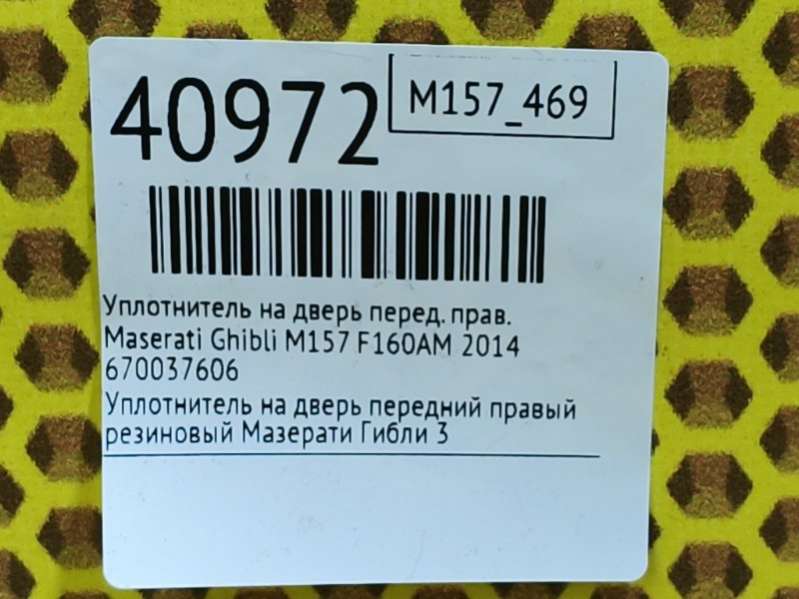 40972
M157_469
Уплотнитель на дверь перед. прав.
Maserati Ghibli M157 F160AM 2014
670037606
Уплотнитель на дверь передний правый
резиновый Мазерати Гибли 3